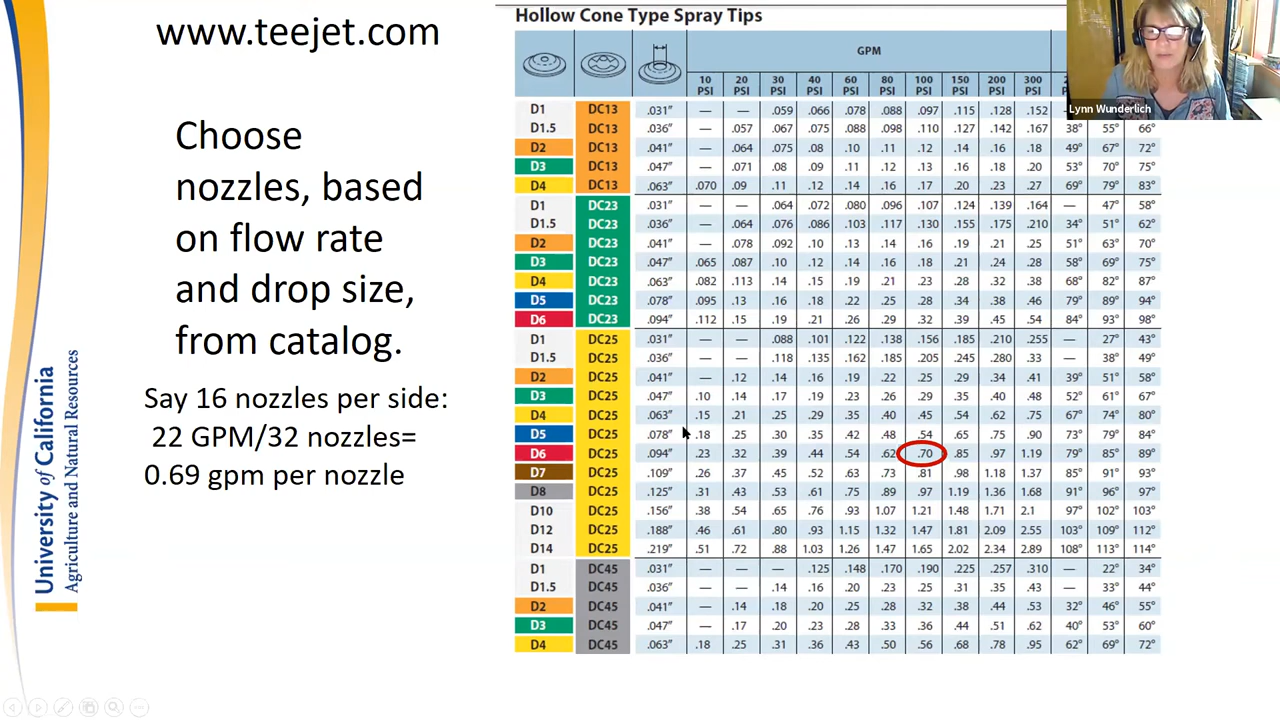 www.teejet.com
Choose
nozzles, based
on flow rate
and drop size,
from catalog.
Say 16 nozzles per side:
22 GPM/32 nozzles=
0.69 gpm per nozzle
University of California
Agriculture and Natural Resources
Hollow Cone Type Spray Tips
GPM
10 PSI 20 PSI 30 PSI 40 PSI 60 PSI 80 PSI 100 PSI 150 PSI 200 PSI 300 PSI
D1 DC13 .031" — — .059 .066 .078 .088 .097 .115 .128 .152
D1.5 DC13 .036" — .057 .067 .075 .088 .098 .110 .127 .142 .167 38° 55° 66°
D2 DC13 .041" — .064 .075 .08 .10 .11 .12 .14 .16 .18 49° 67° 72°
D3 DC13 .047" — .071 .08 .09 .11 .12 .13 .16 .18 .20 53° 70° 75°
D4 DC13 .063" .070 .09 .11 .12 .14 .16 .17 .20 .23 .27 69° 79° 83°
D1 DC23 .031" — — .064 .072 .080 .096 .107 .124 .139 .164 — 47° 58°
D1.5 DC23 .036" — .064 .076 .086 .103 .117 .130 .155 .175 .210 34° 51° 62°
D2 DC23 .041" — .078 .092 .10 .13 .14 .16 .19 .21 .25 51° 63° 70°
D3 DC23 .047" .065 .087 .10 .12 .14 .16 .18 .21 .24 .28 58° 69° 75°
D4 DC23 .063" .082 .113 .14 .15 .19 .21 .23 .28 .32 .38 68° 82° 87°
D5 DC23 .078" .095 .13 .16 .18 .22 .25 .28 .34 .38 .46 79° 89° 94°
D6 DC23 .094" .112 .15 .19 .21 .26 .29 .32 .39 .45 .54 84° 93° 98°
D1 DC25 .031" — — .088 .101 .122 .138 .156 .185 .210 .255 — 27° 43°
D1.5 DC25 .036" — — .118 .135 .162 .185 .205 .245 .280 .33 — 38° 49°
D2 DC25 .041" — .12 .14 .16 .19 .22 .25 .29 .34 .41 39° 51° 58°
D3 DC25 .047" .10 .14 .17 .19 .23 .26 .29 .35 .40 .48 52° 61° 67°
D4 DC25 .063" .15 .21 .25 .29 .35 .40 .45 .54 .62 .75 67° 74° 80°
D5 DC25 .078" .18 .25 .30 .35 .42 .48 .54 .65 .75 .90 73° 79° 84°
D6 DC25 .094" .23 .32 .39 .44 .54 .62 .70 .85 .97 1.19 79° 85° 89°
D7 DC25 .109" .26 .37 .45 .52 .63 .73 .81 .98 1.18 1.37 85° 91° 93°
D8 DC25 .125" .31 .43 .53 .61 .75 .89 .97 1.19 1.36 1.68 91° 96° 97°
D10 DC25 .156" .38 .54 .65 .76 .93 1.07 1.21 1.48 1.71 2.1 97° 102° 103°
D12 DC25 .188" .46 .61 .80 .93 1.15 1.32 1.47 1.81 2.09 2.55 103° 109° 112°
D14 DC25 .219" .51 .72 .88 1.03 1.26 1.47 1.65 2.02 2.34 2.89 108° 113° 114°
D1 DC45 .031" — — — .125 .148 .170 .190 .225 .257 .310 — 22° 34°
D1.5 DC45 .036" — — .14 .16 .20 .23 .25 .31 .35 .43 — 33° 44°
D2 DC45 .041" — .14 .18 .20 .25 .28 .32 .38 .44 .53 32° 46° 55°
D3 DC45 .047" — .17 .20 .23 .28 .33 .36 .44 .51 .62 40° 53° 60°
D4 DC45 .063" .18 .25 .31 .36 .43 .50 .56 .68 .78 .95 62° 69° 72°
Lynn Wunderlich